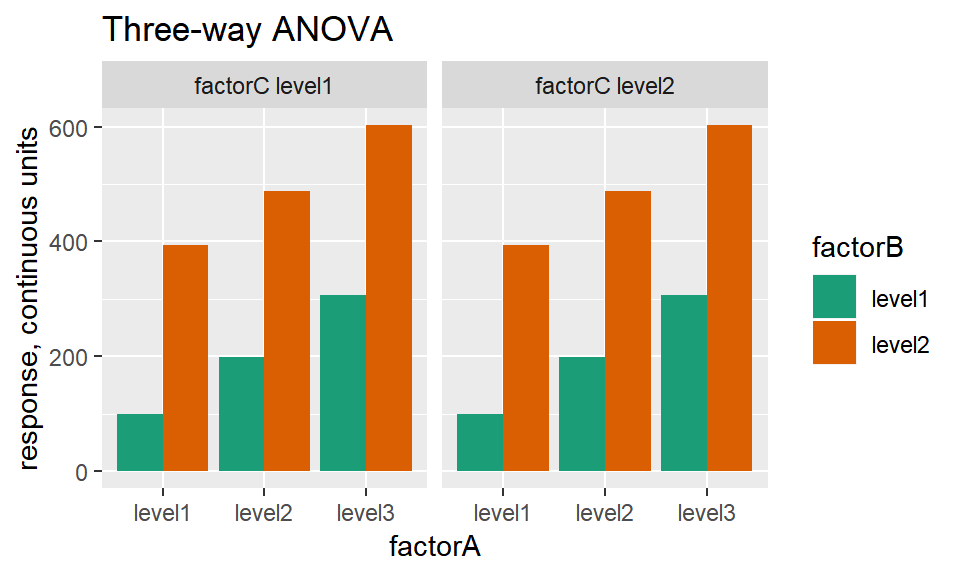 Three-way ANOVA
factorC level1
factorC level2
response, continuous units
600
400
200
0
level1 level2 level3
level1 level2 level3
factorA
factorB
level1
level2